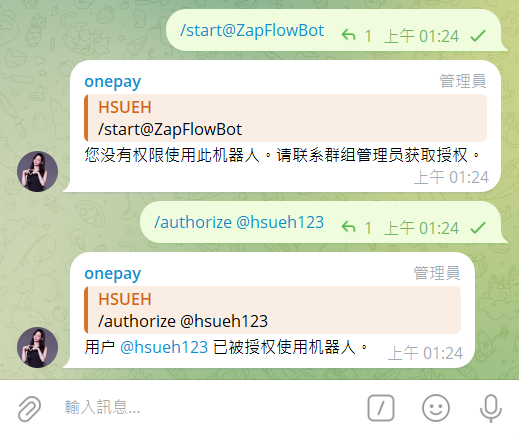 /start@ZapFlowBot 1 上午 01:24
onepay 管理員
HSUEH
/start@ZapFlowBot
您没有权限使用此机器人。请联系群组管理员获取授权。
上午 01:24
/authorize @hsueh123 1 上午 01:24
onepay 管理員
HSUEH
/authorize @hsueh123
用户 @hsueh123 已被授权使用机器人。 上午 01:24
輸入訊息...